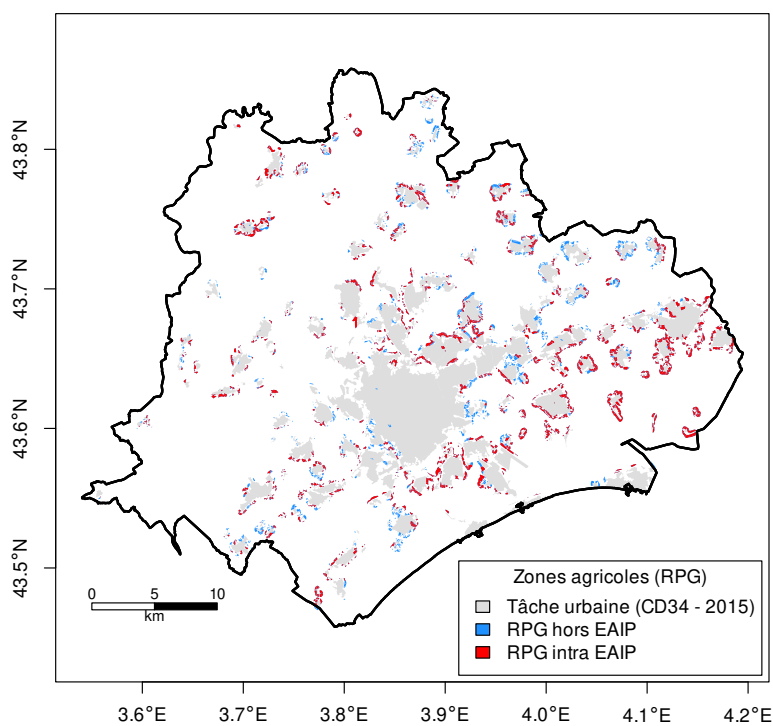 43.8°N
43.7°N
43.6°N
43.5°N
0 5 10
km
Zones agricoles (RPG)
Tâche urbaine (CD34 - 2015)
RPG hors EAIP
RPG intra EAIP
3.6°E 3.7°E 3.8°E 3.9°E 4.0°E 4.1°E 4.2°E